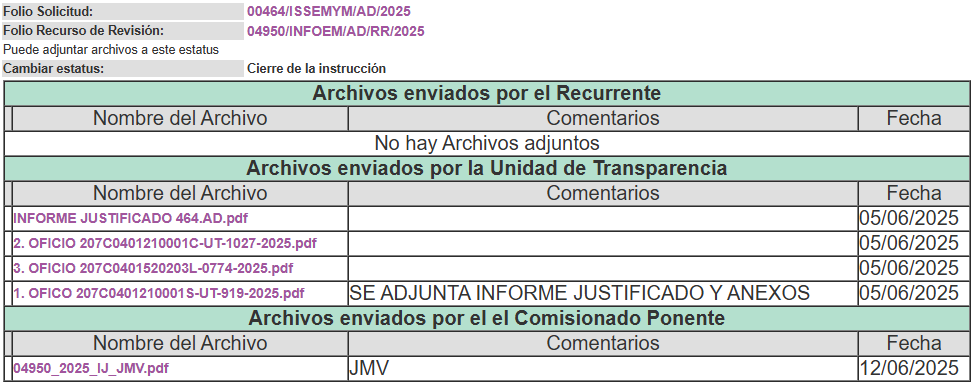 Folio Solicitud: 00464/ISSEMYM/AD/2025
Folio Recurso de Revisión: 04950/INFOEM/AD/RR/2025
Puede adjuntar archivos a este estatus
Cambiar estatus: Cierre de la instrucción
Archivos enviados por el Recurrente
Nombre del Archivo Comentarios Fecha
No hay Archivos adjuntos
Archivos enviados por la Unidad de Transparencia
Nombre del Archivo Comentarios Fecha
INFORME JUSTIFICADO 464.AD.pdf 05/06/2025
2. OFICIO 207C0401210001C-UT-1027-2025.pdf 05/06/2025
3. OFICIO 207C0401520203L-0774-2025.pdf 05/06/2025
1. OFICO 207C0401210001S-UT-919-2025.pdf SE ADJUNTA INFORME JUSTIFICADO Y ANEXOS 05/06/2025
Archivos enviados por el el Comisionado Ponente
Nombre del Archivo Comentarios Fecha
04950_2025_IJ_JMV.pdf JMV 12/06/2025